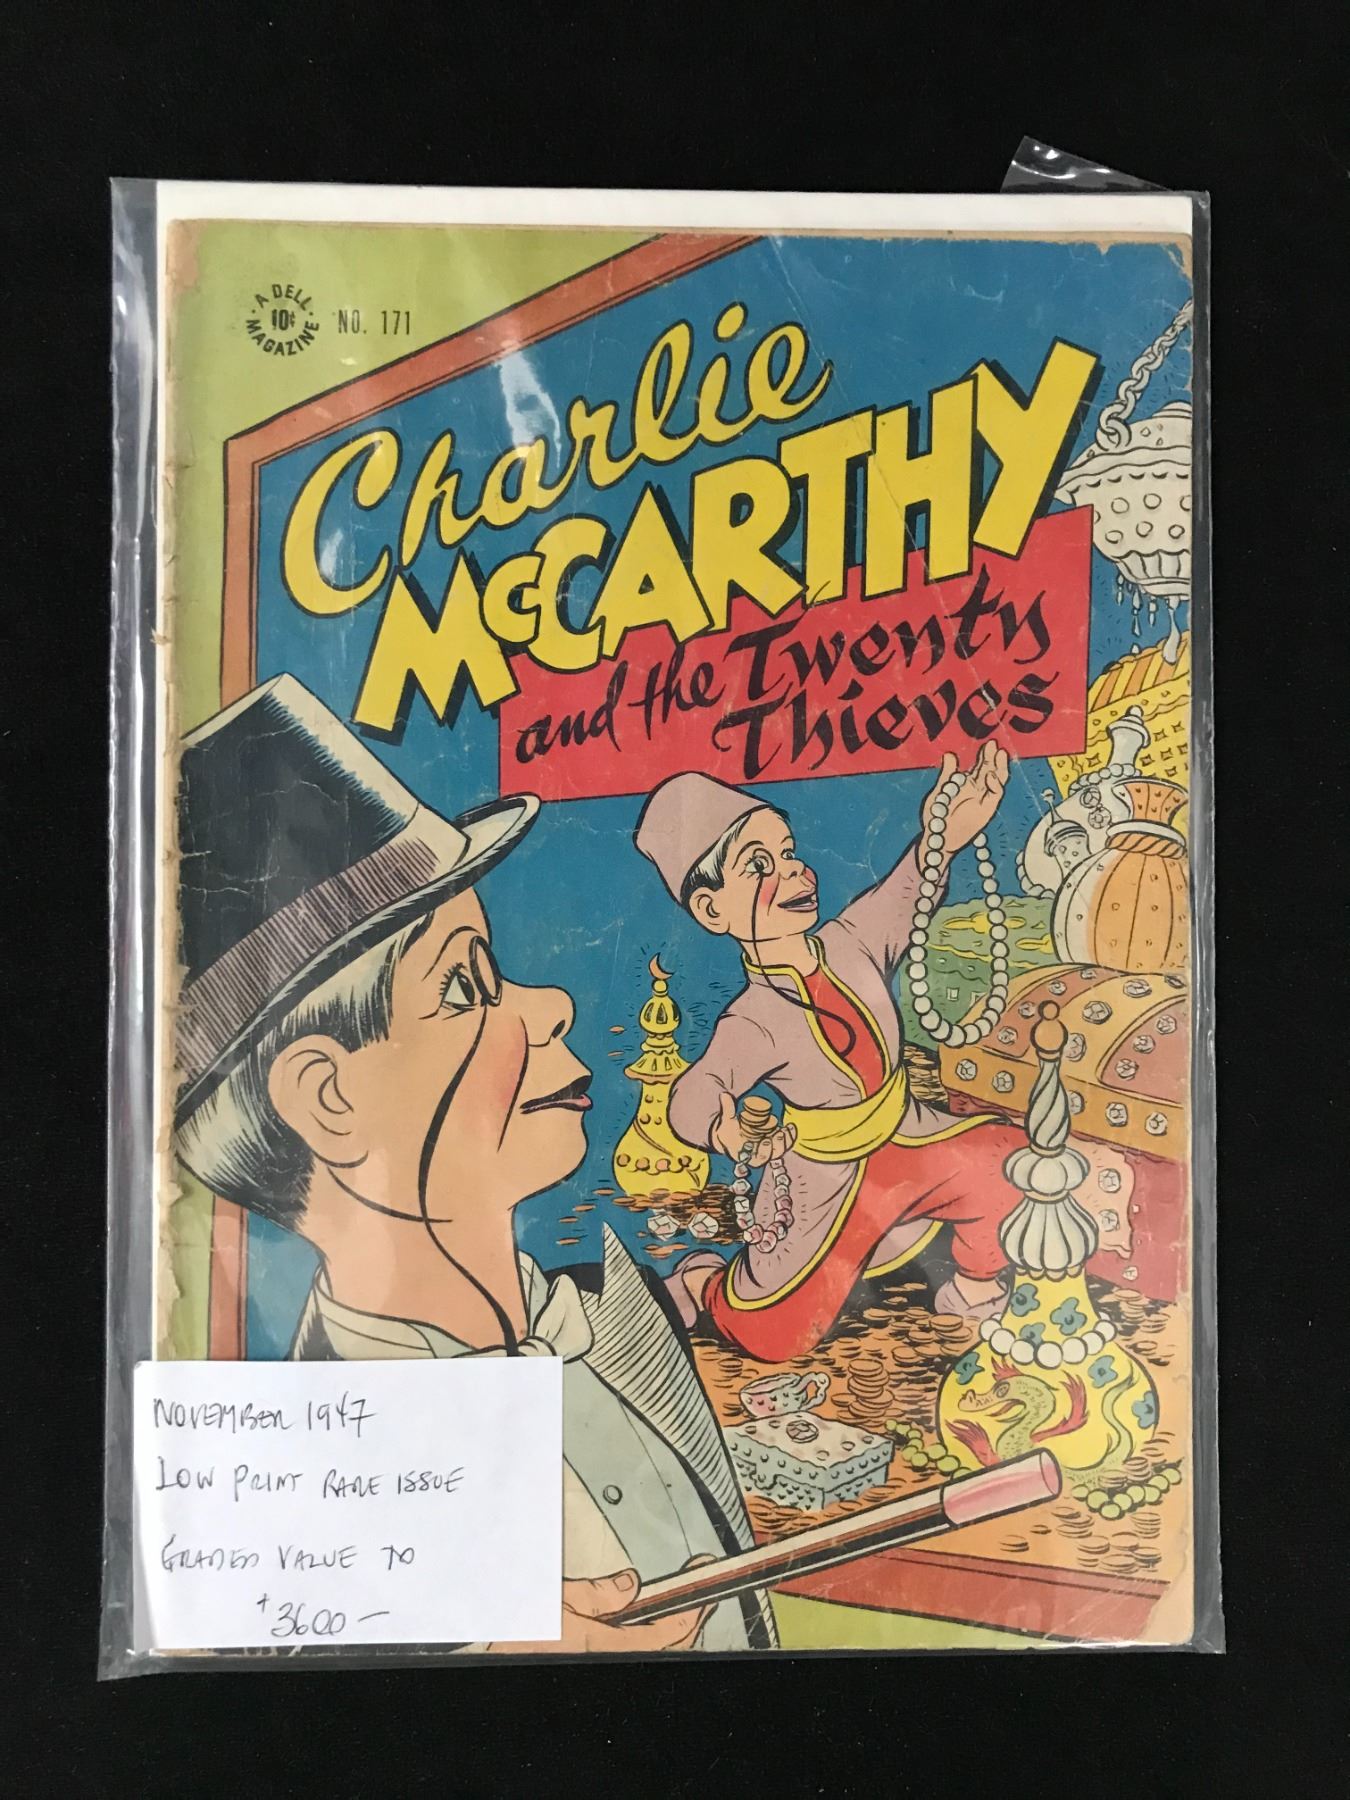 A DELL
10¢
MAGAZINE
NO. 171
Charlie
McCARTHY
and the Twenty
Thieves
NOVEMBER 1947
LOW PRINT RARE ISSUE
GRADED VALUE TO
+3600—